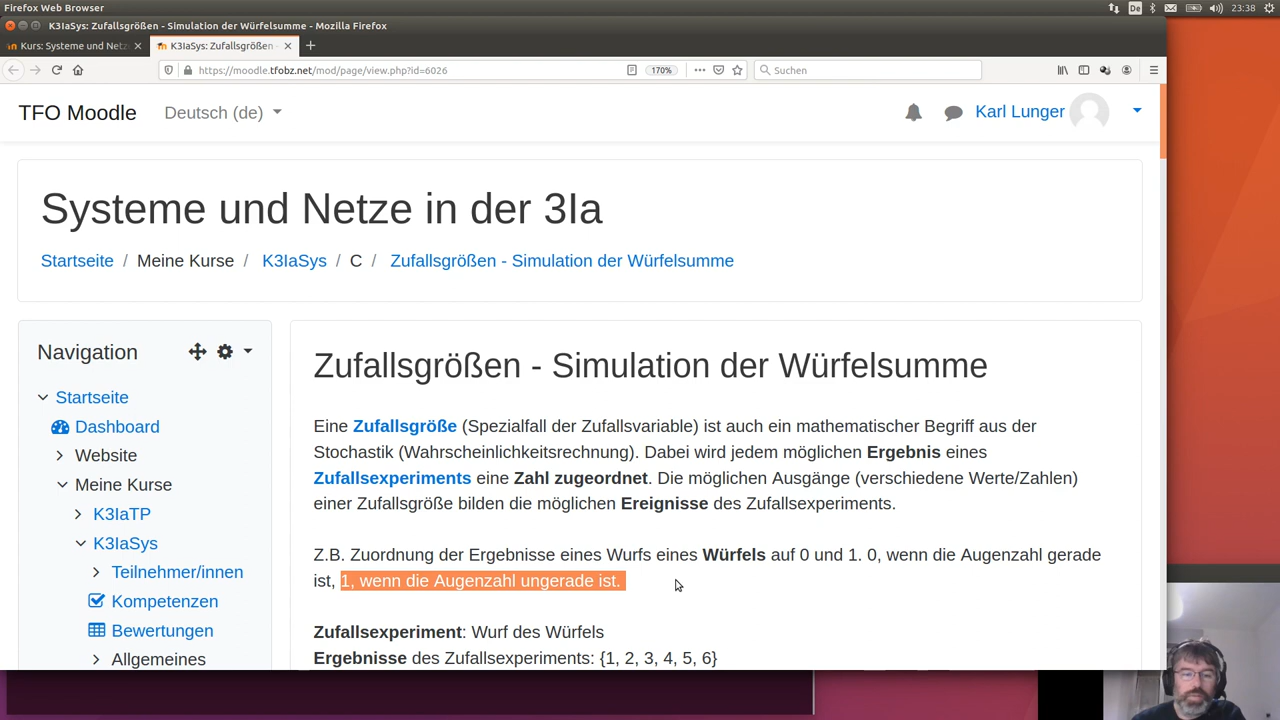 Firefox Web Browser
De
23:38
K3IaSys: Zufallsgrößen - Simulation der Würfelsumme - Mozilla Firefox
Kurs: Systeme und Netz
K3IaSys: Zufallsgrößen -
https://moodle.tfobz.net/mod/page/view.php?id=6026
170%
Suchen
TFO Moodle
Deutsch (de)
Karl Lunger
Systeme und Netze in der 3Ia
Startseite / Meine Kurse / K3IaSys / C / Zufallsgrößen - Simulation der Würfelsumme
Navigation
Startseite
Dashboard
Website
Meine Kurse
K3IaTP
K3IaSys
Teilnehmer/innen
Kompetenzen
Bewertungen
Allgemeines
Zufallsgrößen - Simulation der Würfelsumme
Eine Zufallsgröße (Spezialfall der Zufallsvariable) ist auch ein mathematischer Begriff aus der
Stochastik (Wahrscheinlichkeitsrechnung). Dabei wird jedem möglichen Ergebnis eines
Zufallsexperiments eine Zahl zugeordnet. Die möglichen Ausgänge (verschiedene Werte/Zahlen)
einer Zufallsgröße bilden die möglichen Ereignisse des Zufallsexperiments.
Z.B. Zuordnung der Ergebnisse eines Wurfs eines Würfels auf 0 und 1. 0, wenn die Augenzahl gerade
ist, 1, wenn die Augenzahl ungerade ist.
Zufallsexperiment: Wurf des Würfels
Ergebnisse des Zufallsexperiments: {1, 2, 3, 4, 5, 6}